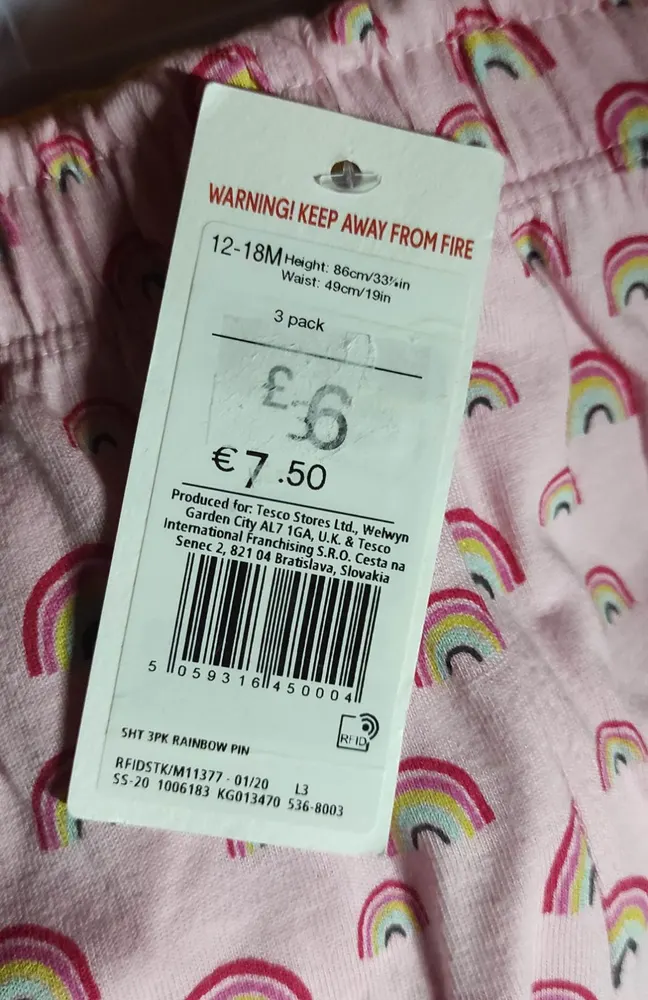 WARNING! KEEP AWAY FROM FIRE
12-18M Height: 86cm/33¾in
Waist: 49cm/19in
3 pack
£6
€7.50
Produced for: Tesco Stores Ltd., Welwyn
Garden City AL7 1GA, U.K. & Tesco
International Franchising S.R.O. Cesta na
Senec 2, 821 04 Bratislava, Slovakia
5 059316 450004
RFID
SHT 3PK RAINBOW PIN
RFIDSTK/M11377 - 01/20 L3
SS-20 1006183 KG013470 536-8003